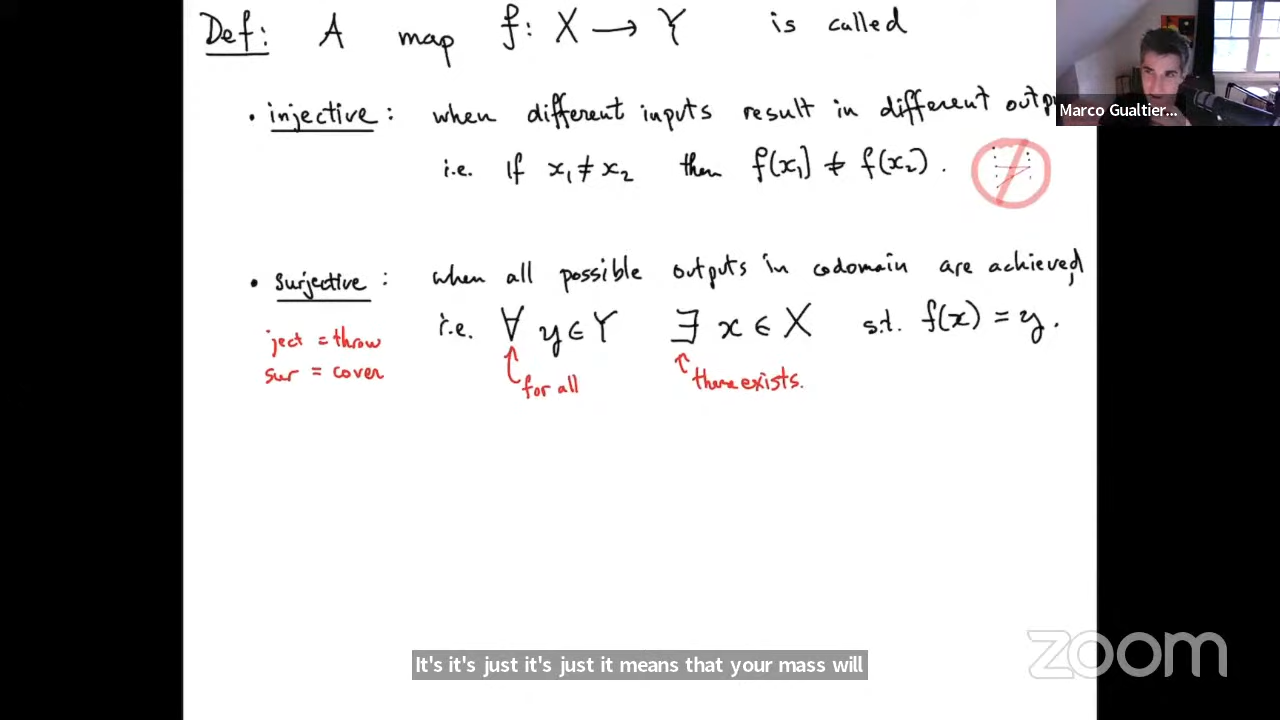 Def: A map f: X → Y is called
• injective: when different inputs result in different outp
i.e. If x₁ ≠ x₂ then f(x₁) ≠ f(x₂).
• surjective: when all possible outputs in codomain are achieved,
i.e. ∀ y ∈ Y ∃ x ∈ X s.t. f(x) = y.
ject = throw
sur = cover
for all
there exists.
Marco Gualtier...
It's it's just it's just it means that your mass will
zoom